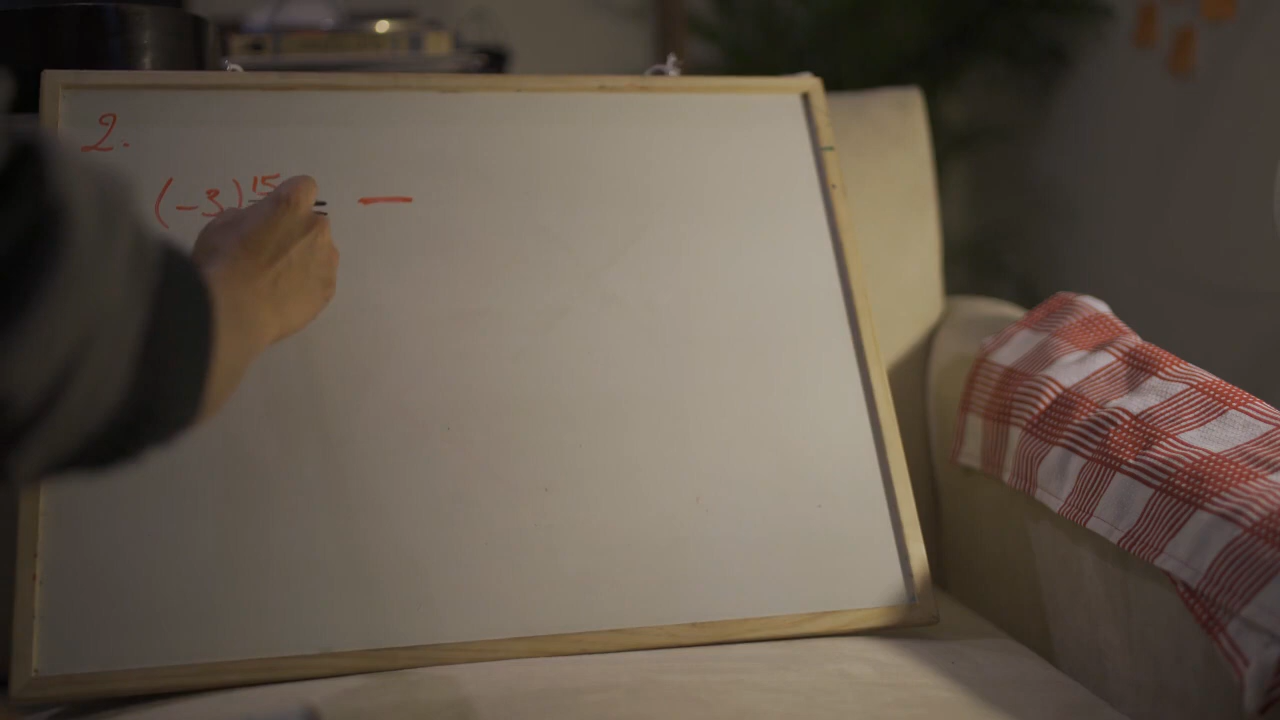 2.
(-3)15 = -